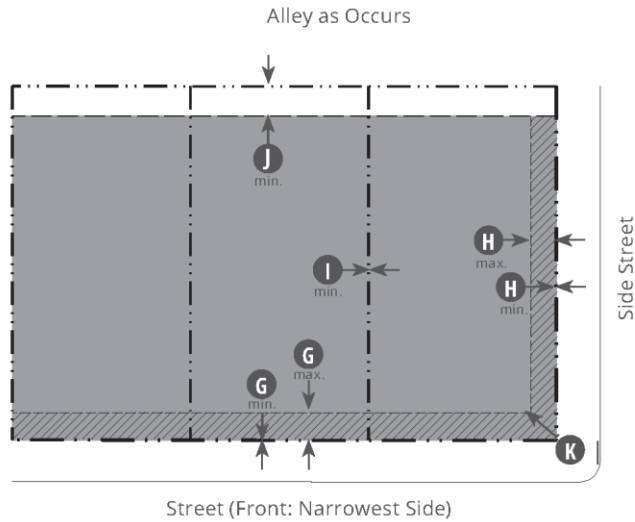 Alley as Occurs
J
min.
H
max.
I
min.
H
min.
G
max.
G
min.
K
Side Street
Street (Front: Narrowest Side)